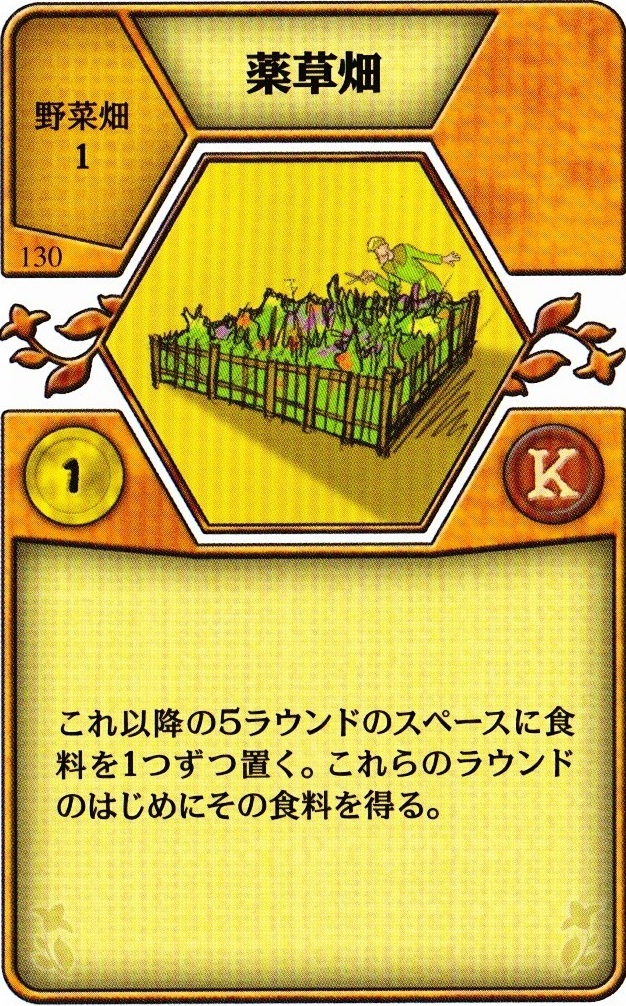 薬草畑
野菜畑
1
130
1
K
これ以降の5ラウンドのスペースに食
料を1つずつ置く。これらのラウンド
のはじめにその食料を得る。